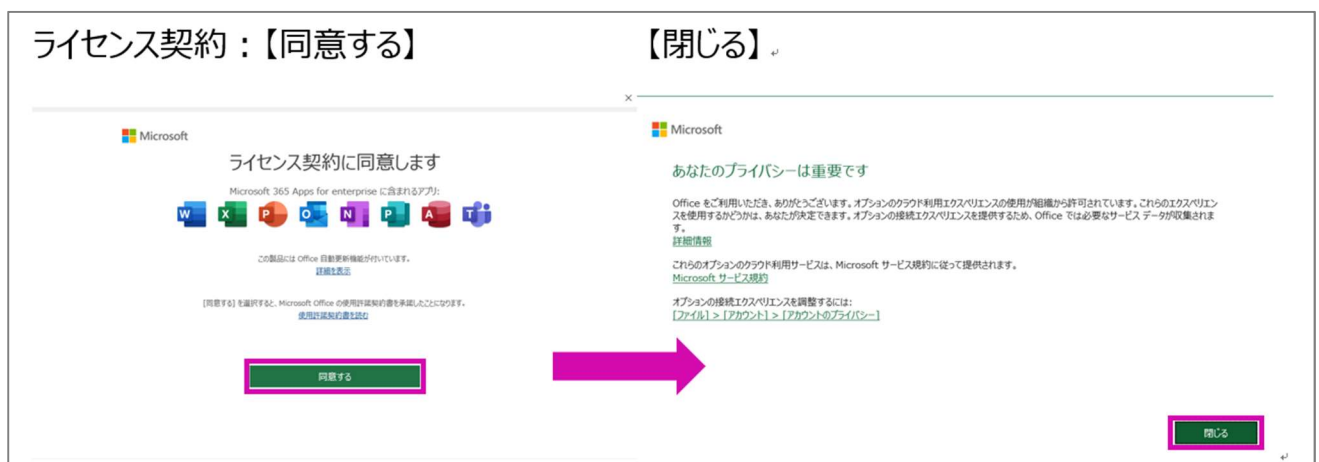 ライセンス契約：【同意する】
【閉じる】
Microsoft
ライセンス契約に同意します
Microsoft 365 Apps for enterprise に含まれるアプリ:
この製品には Office 自動更新機能が付いています。
詳細を表示
[同意する] を選択すると、Microsoft Office の使用許諾契約書を承諾したことになります。
使用許諾契約書を読む
同意する
Microsoft
あなたのプライバシーは重要です
Office をご利用いただき、ありがとうございます。オプションのクラウド利用エクスペリエンスの使用が組織から許可されています。これらのエクスペリエン
スを使用するかどうかは、あなたが決定できます。オプションの接続エクスペリエンスを提供するため、Office では必要なサービス データが収集されま
す。
詳細情報
これらのオプションのクラウド利用サービスは、Microsoft サービス規約に従って提供されます。
Microsoft サービス規約
オプションの接続エクスペリエンスを調整するには:
[ファイル] > [アカウント] > [アカウントのプライバシー]
閉じる